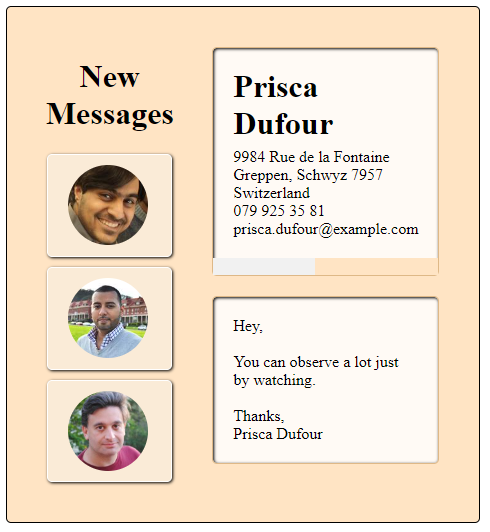 New
Messages
Prisca
Dufour
9984 Rue de la Fontaine
Greppen, Schwyz 7957
Switzerland
079 925 35 81
prisca.dufour@example.com
Hey,
You can observe a lot just
by watching.
Thanks,
Prisca Dufour